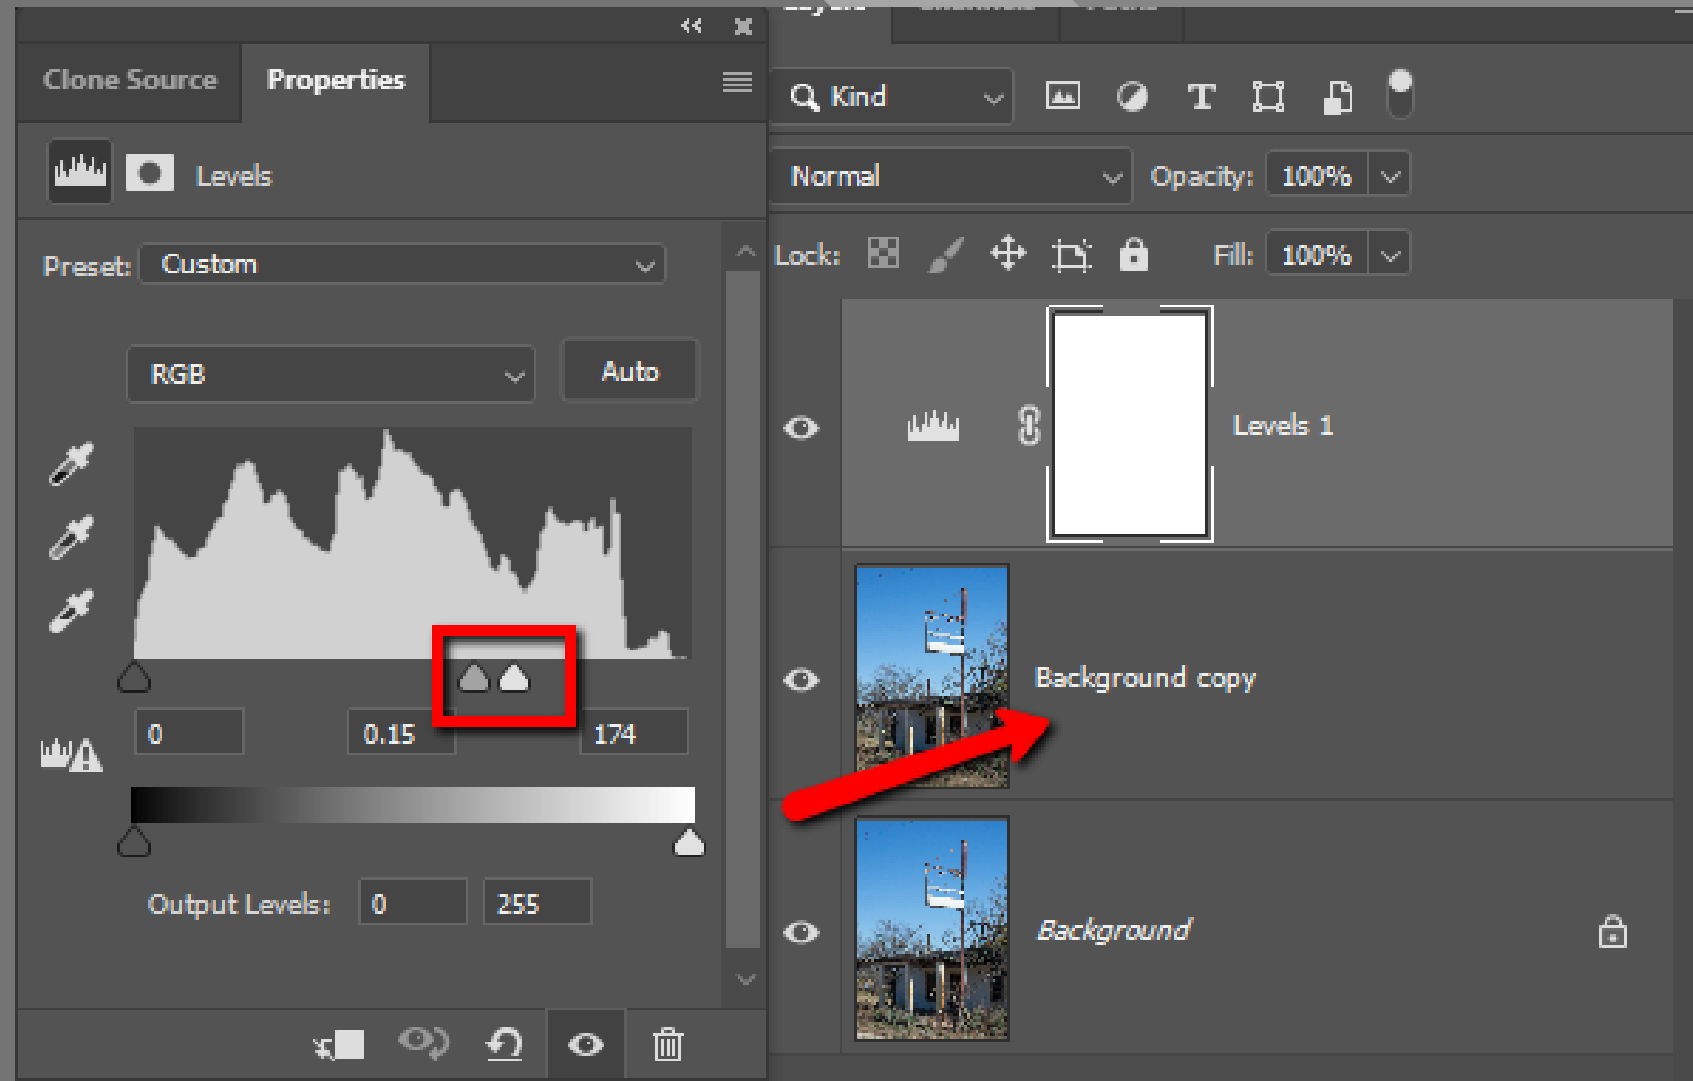 Clone Source
Properties
Levels
Preset: Custom
RGB
Auto
0
0.15
174
Output Levels: 0 255
Layers
Kind
T
Normal
Opacity: 100%
Lock:
Fill: 100%
Levels 1
Background copy
Background